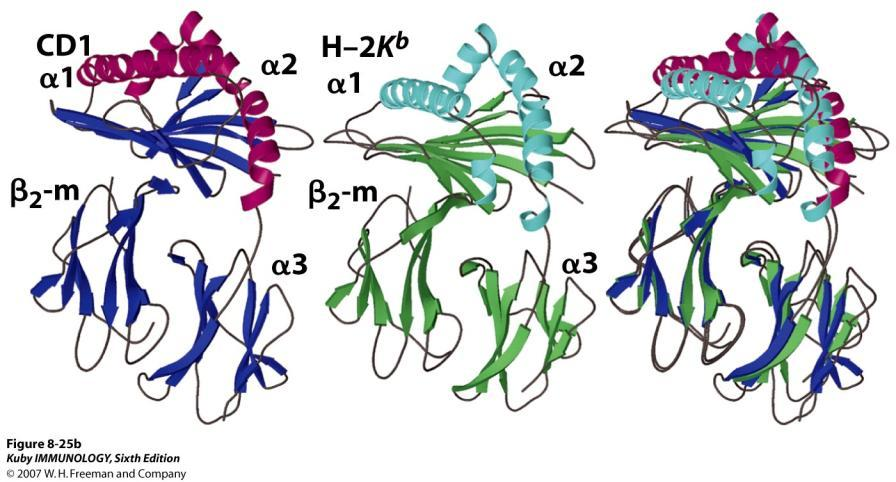 CD1
α1
α2
β₂-m
α3
H–2Kᵇ
α1
α2
β₂-m
α3
Figure 8-25b
Kuby IMMUNOLOGY, Sixth Edition
© 2007 W. H. Freeman and Company